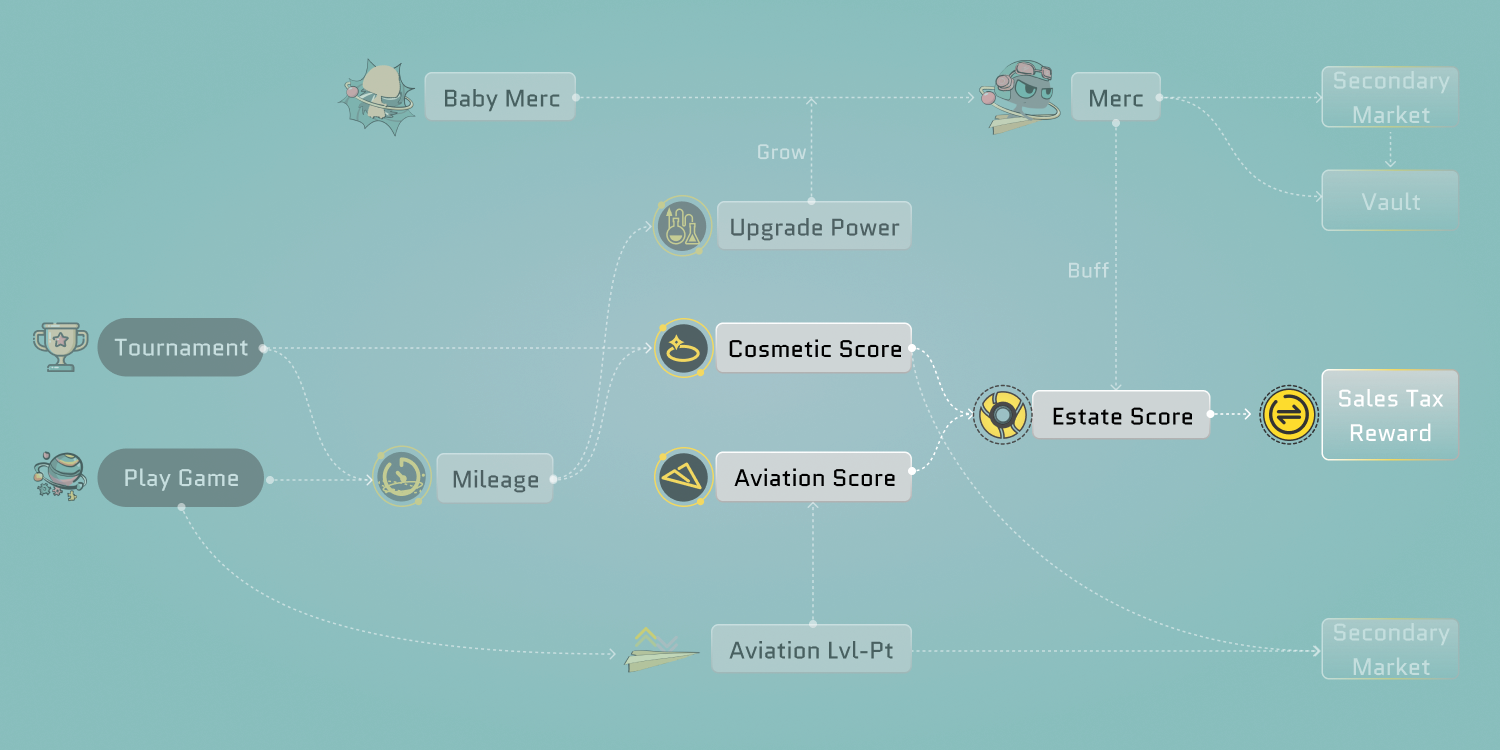 Baby Merc
Merc
Secondary
Market
Grow
Vault
Upgrade Power
Buff
Tournament
Cosmetic Score
Estate Score
Sales Tax
Reward
Play Game
Mileage
Aviation Score
Aviation Lvl-Pt
Secondary
Market